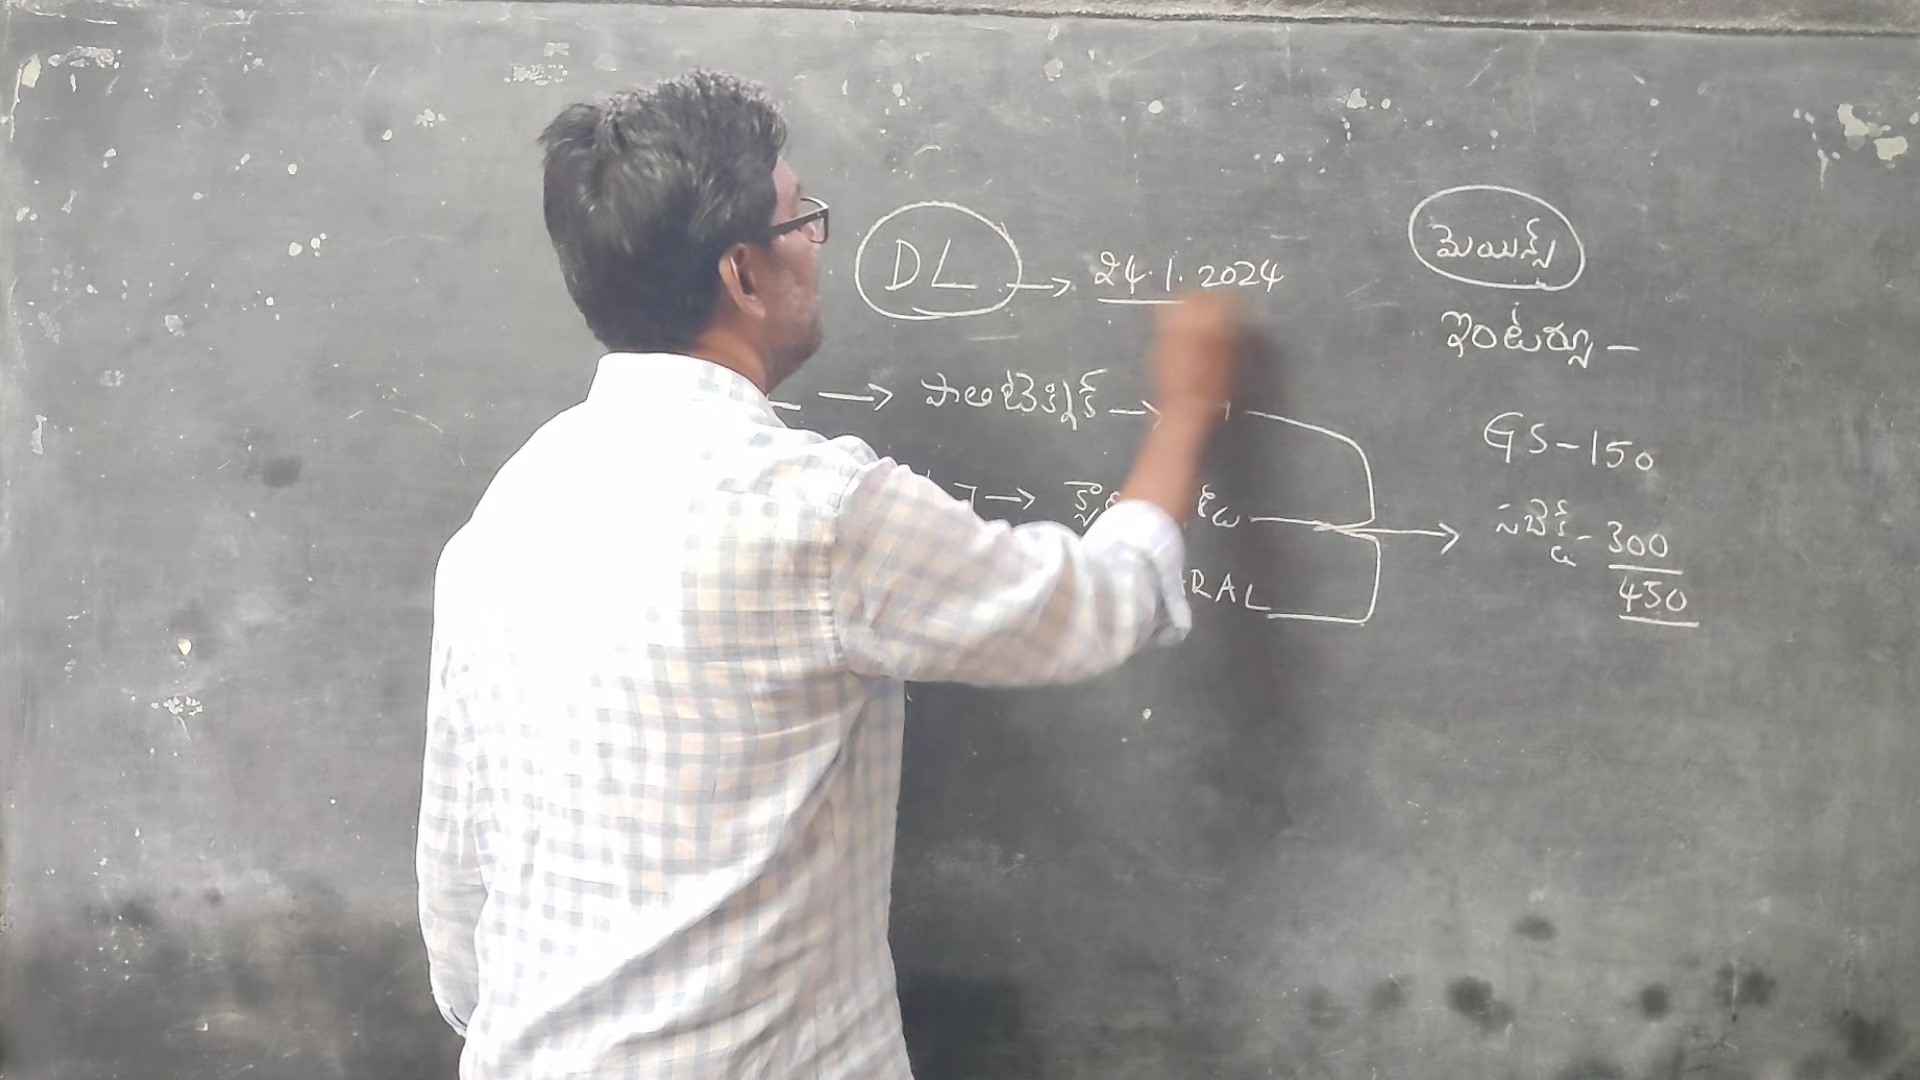 DL → 24.1.2024
మెయిన్స్
ఇంటర్వ్యూ -
→ పాలిటెక్నిక్ →
GS - 150
సబ్జెక్ట్ - 300
RAL
450